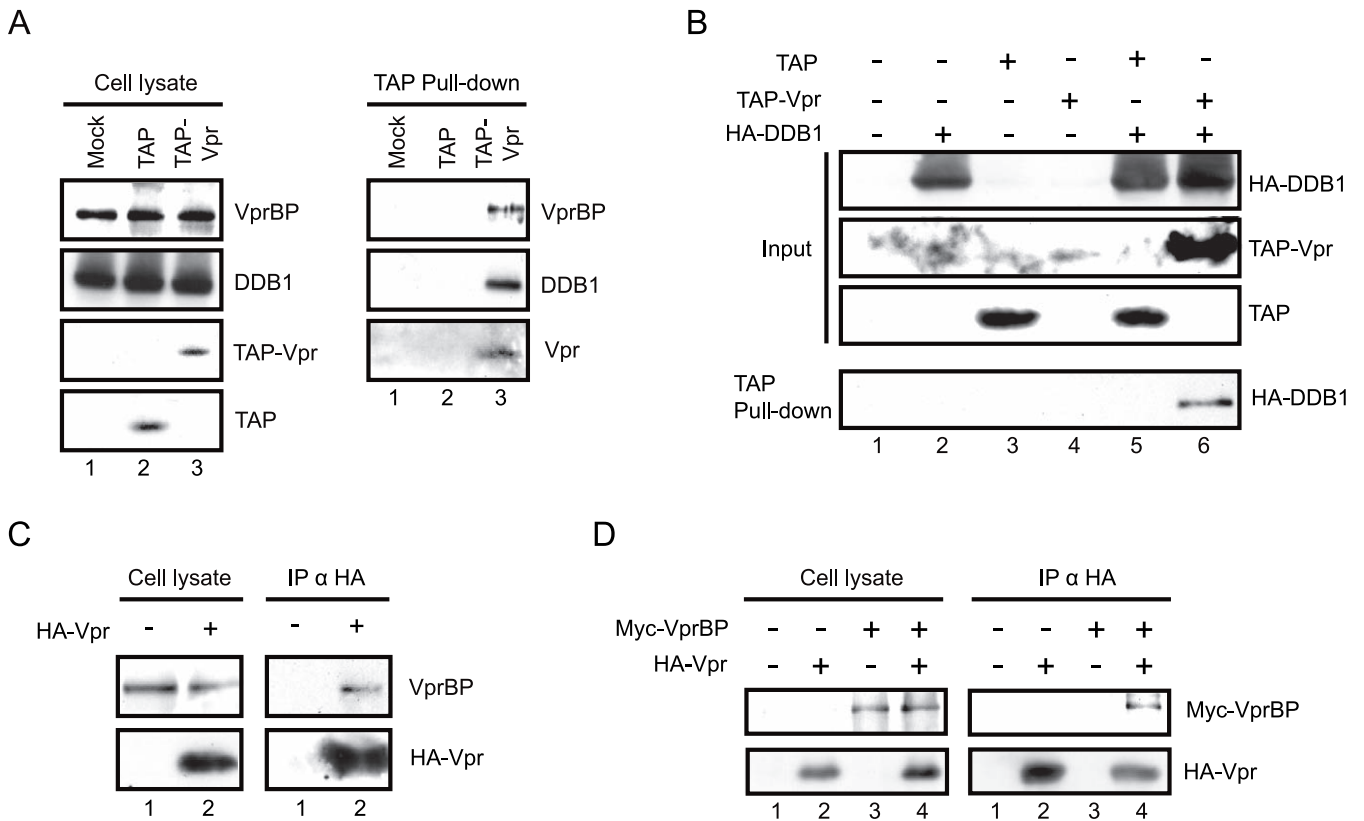 A
Cell lysate
TAP Pull-down
Mock
TAP
TAP-
Vpr
Mock
TAP
TAP-
Vpr
VprBP
DDB1
TAP-Vpr
TAP
1 2 3
VprBP
DDB1
Vpr
1 2 3
B
TAP - - + - + -
TAP-Vpr - - - + - +
HA-DDB1 - + - - + +
Input
HA-DDB1
TAP-Vpr
TAP
TAP
Pull-down
HA-DDB1
1 2 3 4 5 6
C
Cell lysate IP α HA
HA-Vpr - + - +
VprBP
HA-Vpr
1 2 1 2
D
Cell lysate IP α HA
Myc-VprBP - - + + - - + +
HA-Vpr - + - + - + - +
Myc-VprBP
HA-Vpr
1 2 3 4 1 2 3 4